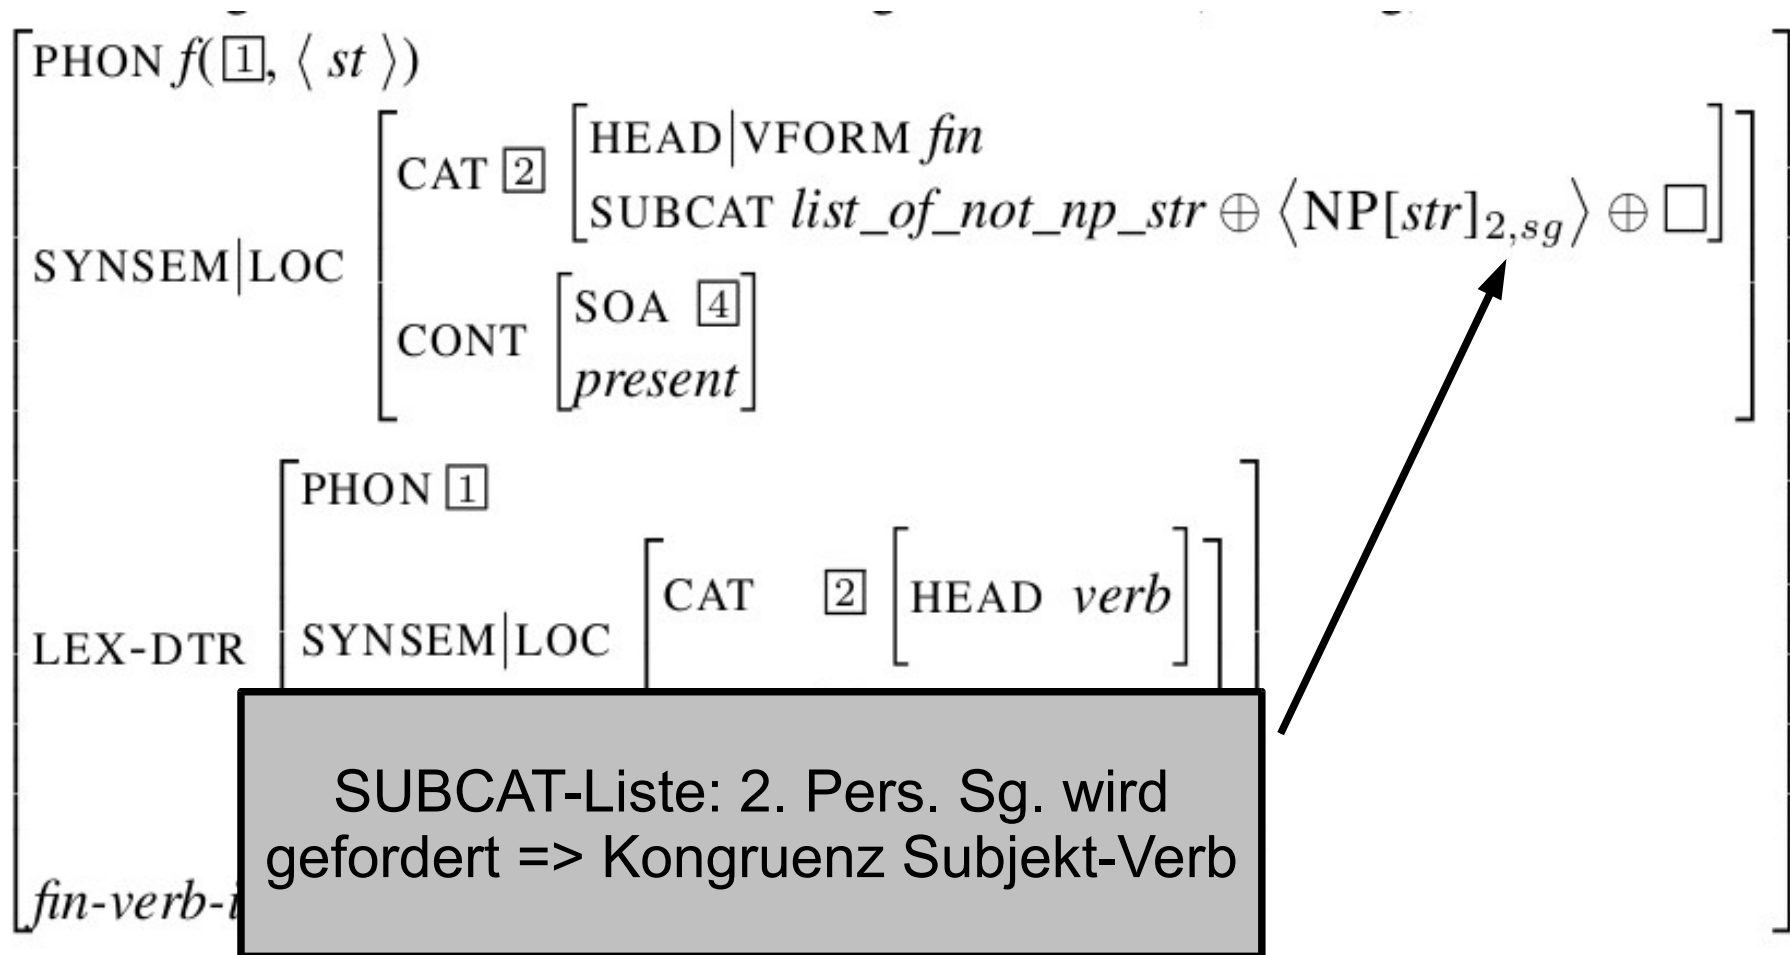 PHON f(1, ⟨ st ⟩)
SYNSEM|LOC
CAT 2
HEAD|VFORM fin
SUBCAT list_of_not_np_str ⊕ ⟨NP[str]2,sg⟩ ⊕ □
CONT
SOA 4
present
LEX-DTR
PHON 1
SYNSEM|LOC
CAT 2
HEAD verb
fin-verb-i
SUBCAT-Liste: 2. Pers. Sg. wird
gefordert => Kongruenz Subjekt-Verb